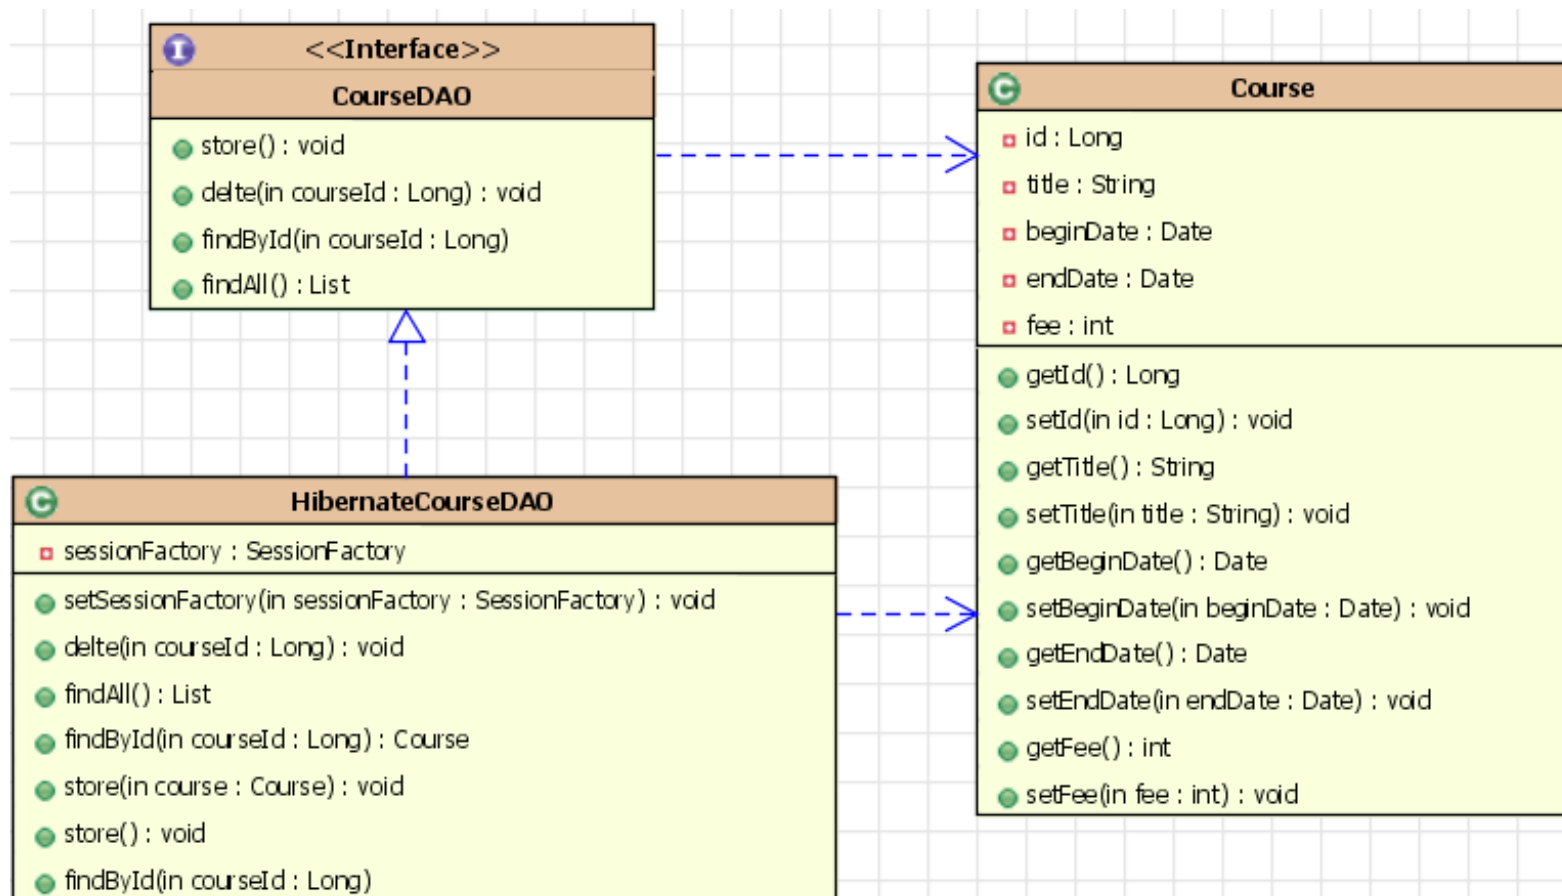 I
<<Interface>>
CourseDAO
store() : void
delte(in courseId : Long) : void
findById(in courseId : Long)
findAll() : List
C
Course
id : Long
title : String
beginDate : Date
endDate : Date
fee : int
getId() : Long
setId(in id : Long) : void
getTitle() : String
setTitle(in title : String) : void
getBeginDate() : Date
setBeginDate(in beginDate : Date) : void
getEndDate() : Date
setEndDate(in endDate : Date) : void
getFee() : int
setFee(in fee : int) : void
C
HibernateCourseDAO
sessionFactory : SessionFactory
setSessionFactory(in sessionFactory : SessionFactory) : void
delte(in courseId : Long) : void
findAll() : List
findById(in courseId : Long) : Course
store(in course : Course) : void
store() : void
findById(in courseId : Long)